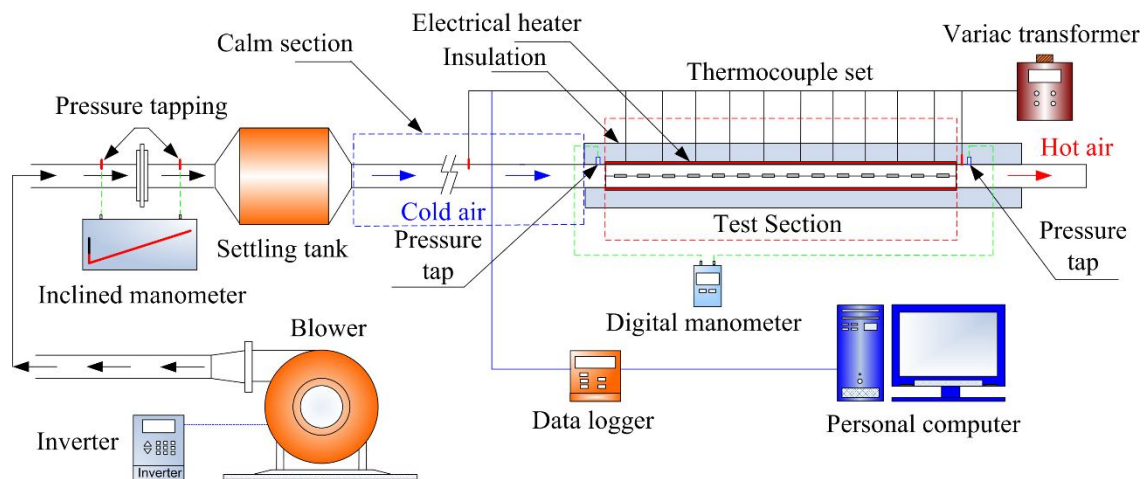 Electrical heater
Variac transformer
Calm section
Insulation
Thermocouple set
Pressure tapping
Hot air
Cold air
Settling tank
Pressure
tap
Test Section
Pressure
tap
Inclined manometer
Digital manometer
Blower
Data logger
Personal computer
Inverter
Inverter